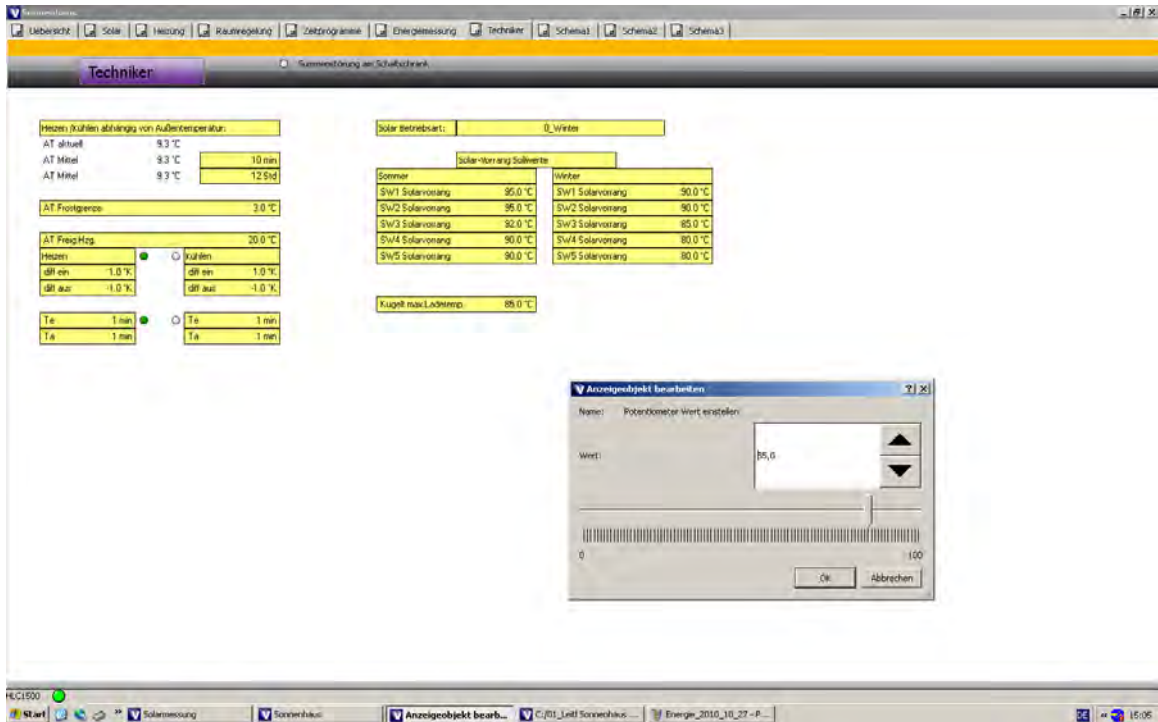 Sonnenhaus
Uebersicht Solar Heizung Raumregelung Zeitprogramme Energiemessung Techniker Schema1 Schema2 Schema3
Techniker
Summenstörung am Schaltschrank
Heizen /Kühlen abhängig von Außentemperatur:
AT aktuell 9.3 °C
AT Mittel 9.3 °C 10 min
AT Mittel 9.3 °C 12 Std
AT Frostgrenze 3.0 °C
AT Freig.Hzg. 20.0 °C
Heizen Kühlen
diff ein 1.0 °K diff ein 1.0 °K
diff aus -1.0 °K diff aus -1.0 °K
Te 1 min Te 1 min
Ta 1 min Ta 1 min
Solar Betriebsart: 0_Winter
Solar-Vorrang Sollwerte
Sommer Winter
SW1 Solarvorrang 95.0 °C SW1 Solarvorrang 90.0 °C
SW2 Solarvorrang 95.0 °C SW2 Solarvorrang 90.0 °C
SW3 Solarvorrang 92.0 °C SW3 Solarvorrang 85.0 °C
SW4 Solarvorrang 90.0 °C SW4 Solarvorrang 80.0 °C
SW5 Solarvorrang 90.0 °C SW5 Solarvorrang 80.0 °C
Kugelt max.Ladetemp. 85.0 °C
Anzeigeobjekt bearbeiten
Name: Potentiometer Wert einstellen
Wert: 85,0
0 100
OK Abbrechen
HLC1500
Start Solarmessung Sonnenhaus Anzeigeobjekt bearb... C:/01_Leitl Sonnenhaus ... Energie_2010_10_27 - P... DE 15:05